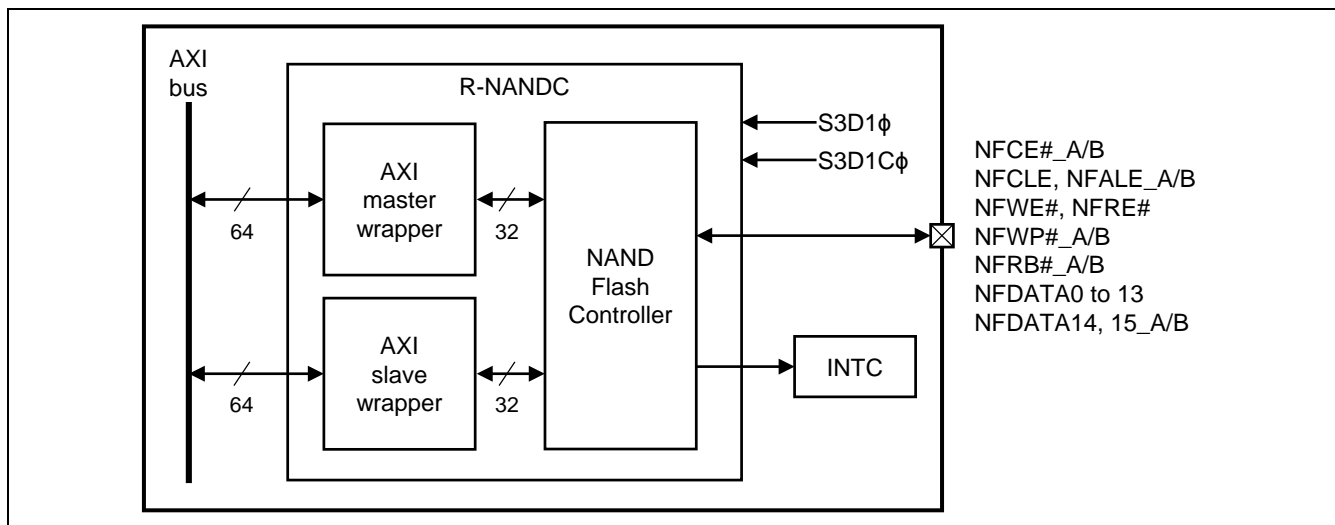 AXI
bus
R-NANDC
S3D1ϕ
S3D1Cϕ
AXI
master
wrapper
64
32
NAND
Flash
Controller
AXI
slave
wrapper
64
32
INTC
NFCE#_A/B
NFCLE, NFALE_A/B
NFWE#, NFRE#
NFWP#_A/B
NFRB#_A/B
NFDATA0 to 13
NFDATA14, 15_A/B